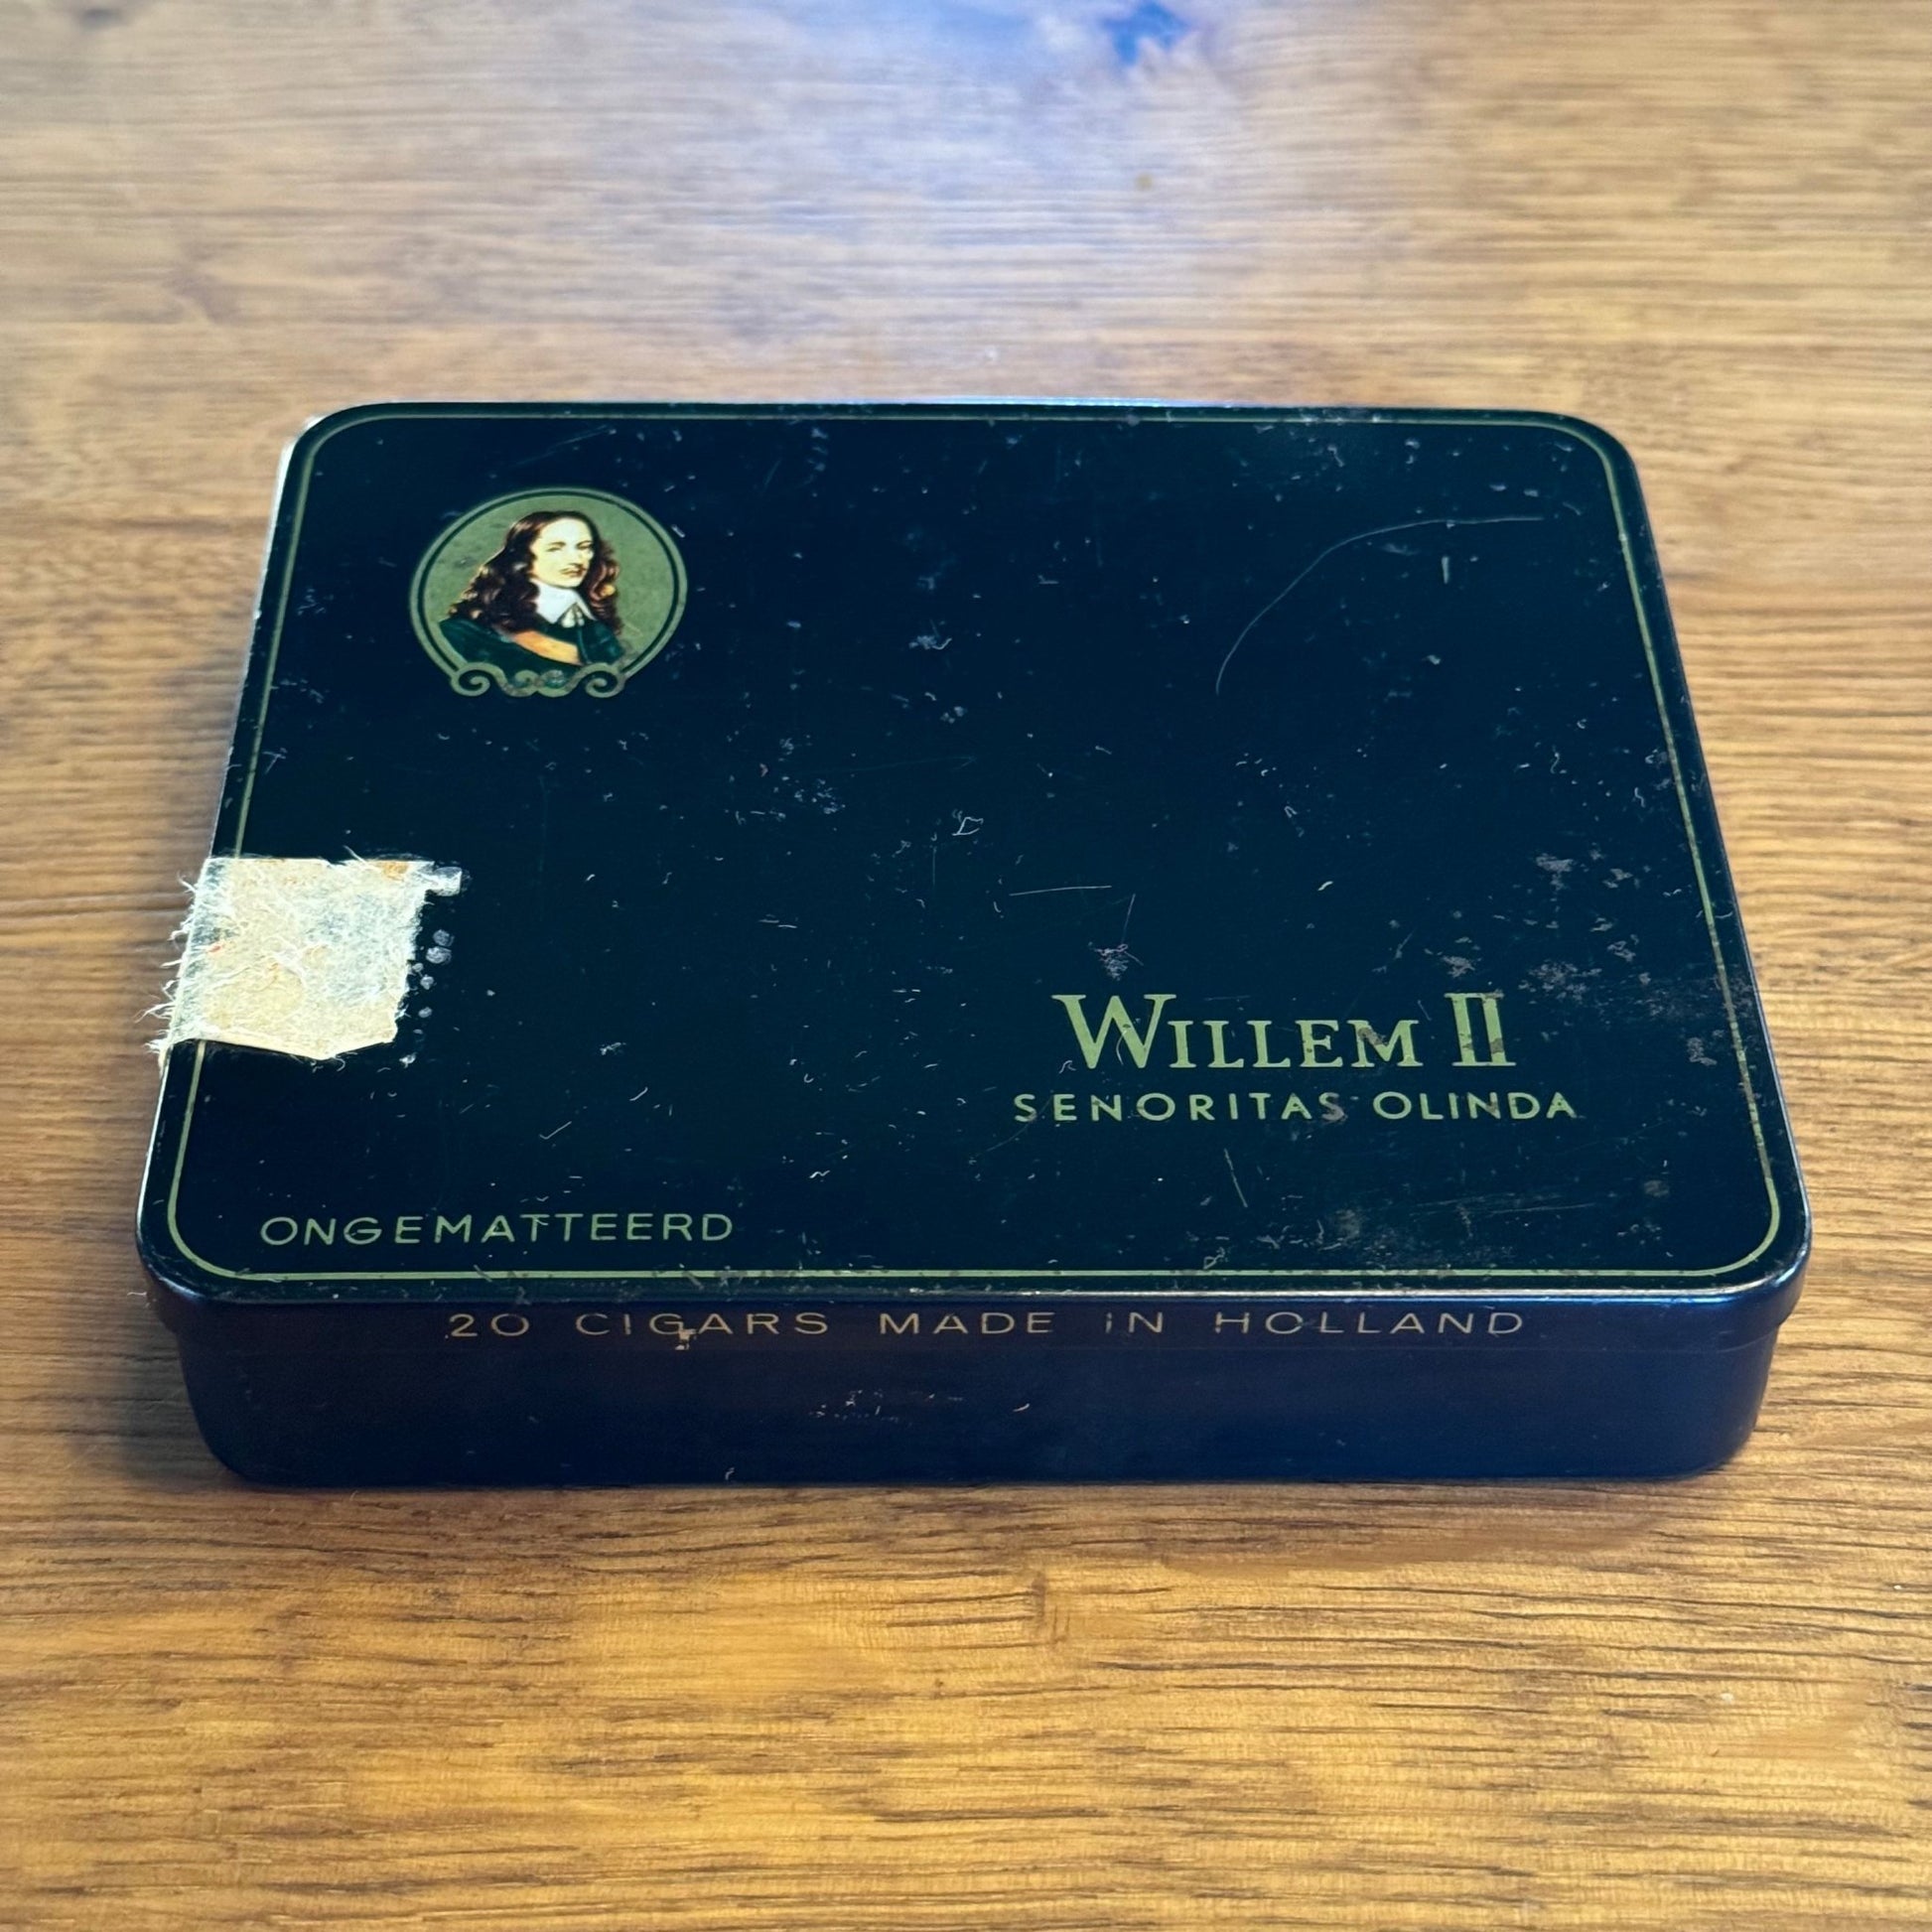 WILLEM II
SENORITAS OLINDA
ONGEMATTEERD
20 CIGARS MADE IN HOLLAND